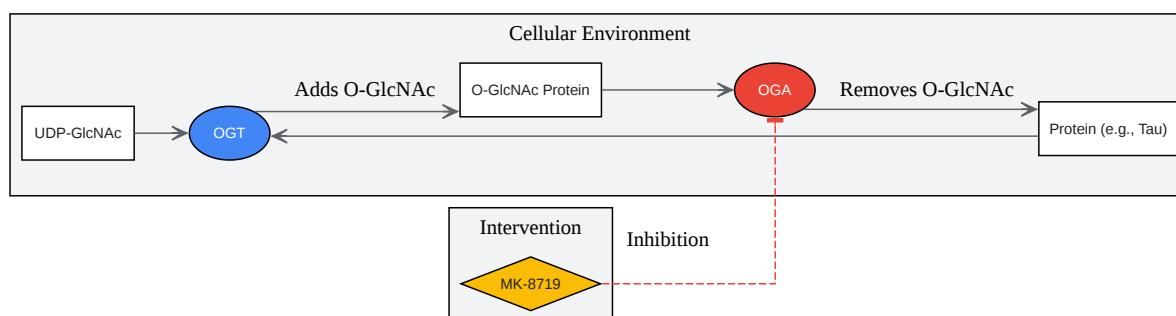 Cellular Environment
Adds O-GlcNAc
O-GlcNAc Protein
OGA
Removes O-GlcNAc
UDP-GlcNAc
OGT
Protein (e.g., Tau)
Intervention
Inhibition
MK-8719